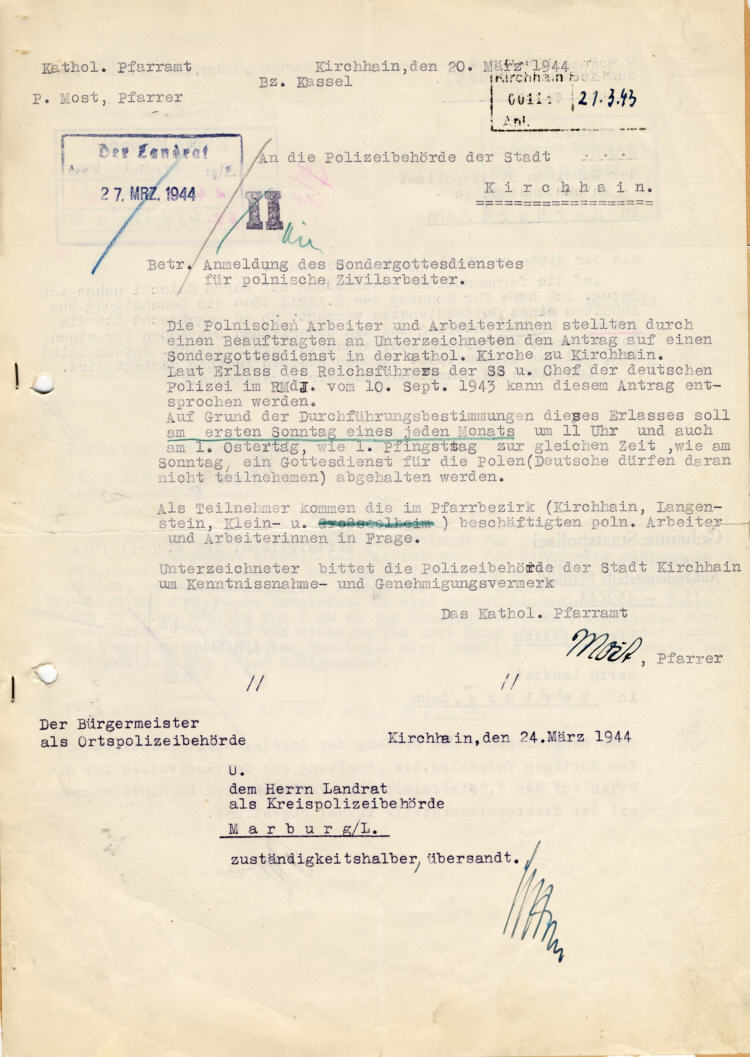 Kathol. Pfarramt
Kirchhain,den 20. März 1944
Bz. Kassel
P. Most, Pfarrer
Kirchhain Bez.
21.3.43
Anl.
Der Landrat
27. MRZ. 1944
II
An die Polizeibehörde der Stadt
Kirchhain.
Betr. Anmeldung des Sondergottesdienstes
für polnische Zivilarbeiter.
Die Polnischen Arbeiter und Arbeiterinnen stellten durch
einen Beauftragten an Unterzeichneten den Antrag auf einen
Sondergottesdienst in derkathol. Kirche zu Kirchhain.
Laut Erlass des Reichsführers der SS u. Chef der deutschen
Polizei im RMdJ. vom 10. Sept. 1943 kann diesem Antrag ent-
sprochen werden.
Auf Grund der Durchführungsbestimmungen dieses Erlasses soll
am ersten Sonntag eines jeden Monats um 11 Uhr und auch
am 1. Ostertag, wie 1. Pfingsttag zur gleichen Zeit ,wie am
Sonntag, ein Gottesdienst für die Polen(Deutsche dürfen daran
nicht teilnehemen) abgehalten werden.
Als Teilnehmer kommen die im Pfarrbezirk (Kirchhain, Langen-
stein, Klein- u. Grossseelheim ) beschäftigten poln. Arbeiter
und Arbeiterinnen in Frage.
Unterzeichneter bittet die Polizeibehörde der Stadt Kirchhain
um Kenntnissnahme- und Genehmigungsvermerk
Das Kathol. Pfarramt
Most, Pfarrer
// //
Der Bürgermeister
als Ortspolizeibehörde
Kirchhain,den 24.März 1944
U.
dem Herrn Landrat
als Kreispolizeibehörde
Marburg/L.
zuständigkeitshalber, übersandt.